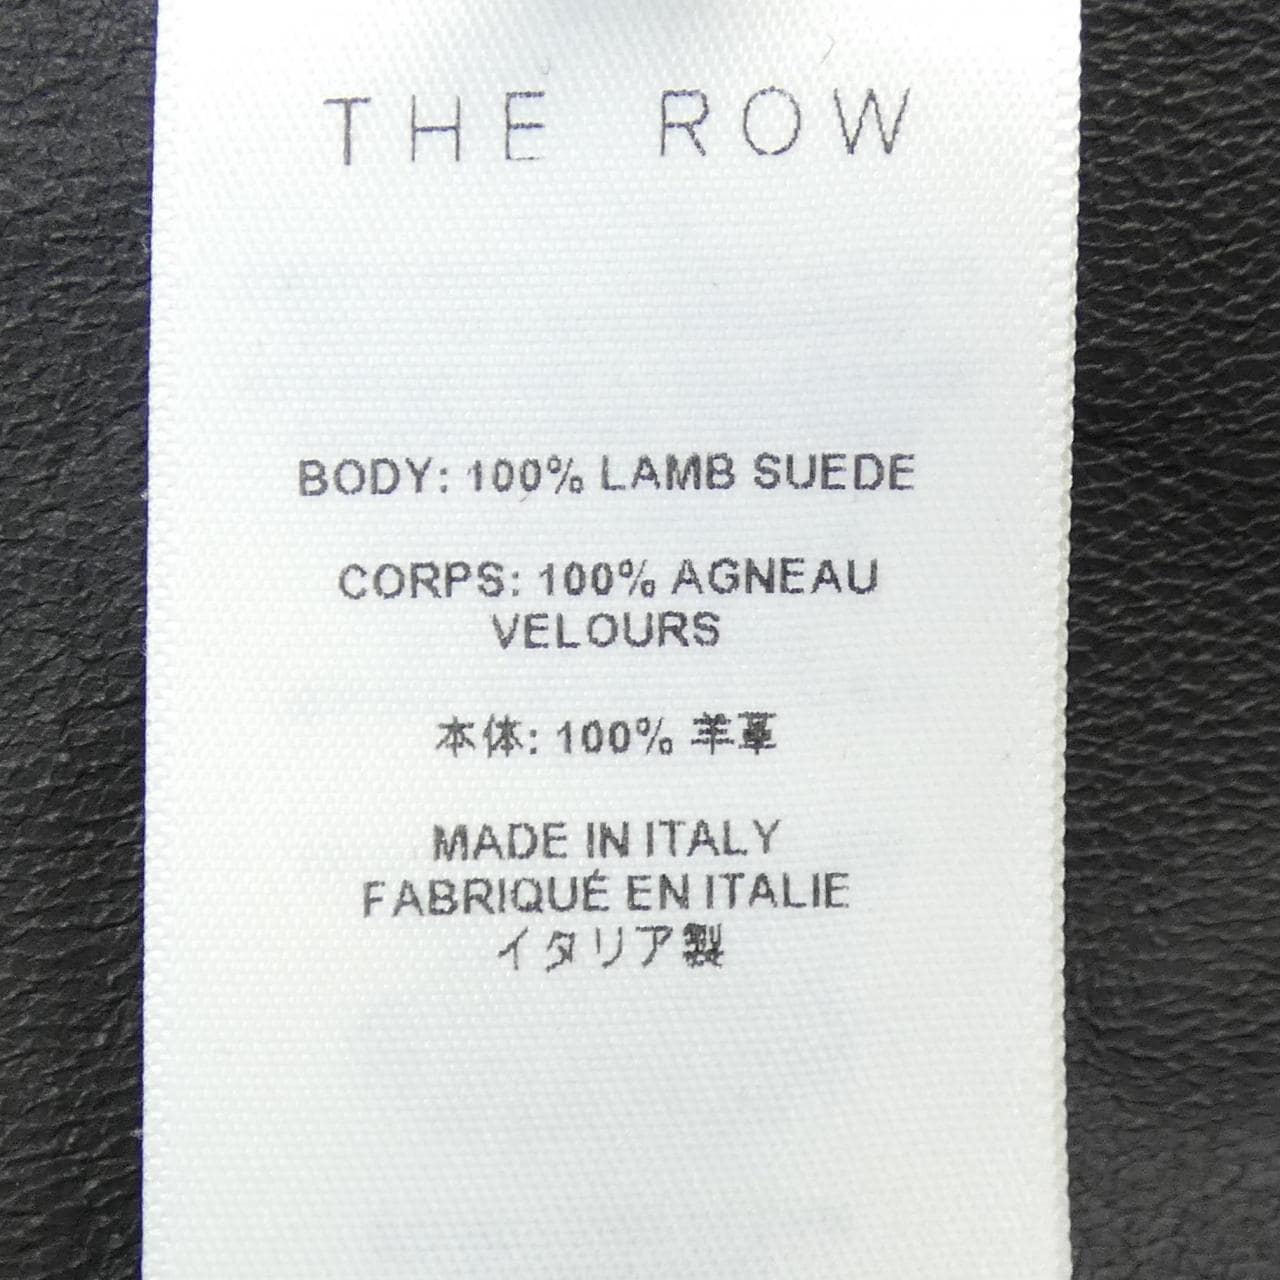 THE ROW
BODY: 100% LAMB SUEDE
CORPS: 100% AGNEAU
VELOURS
本体: 100% 羊革
MADE IN ITALY
FABRIQUÉ EN ITALIE
イタリア製